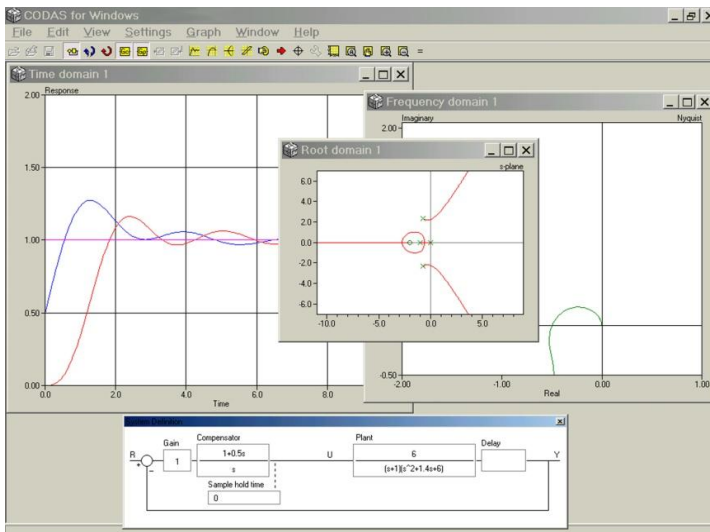 CODAS for Windows
File Edit View Settings Graph Window Help
Time domain 1
Response
2.00
1.50
1.00
0.50
0.00
0.0 2.0 4.0 6.0 8.0
Time
Frequency domain 1
Imaginary Nyquist
2.00
-0.50
-2.00 -1.00 0.00 1.00
Real
Root domain 1
s-plane
6.0
4.0
2.0
0.0
-2.0
-4.0
-6.0
-10.0 -5.0 0.0 5.0
System Definition
Gain Compensator Plant Delay
R 1 1+0.5s U 6 Y
s (s+1)(s^2+1.4s+6)
Sample hold time
0